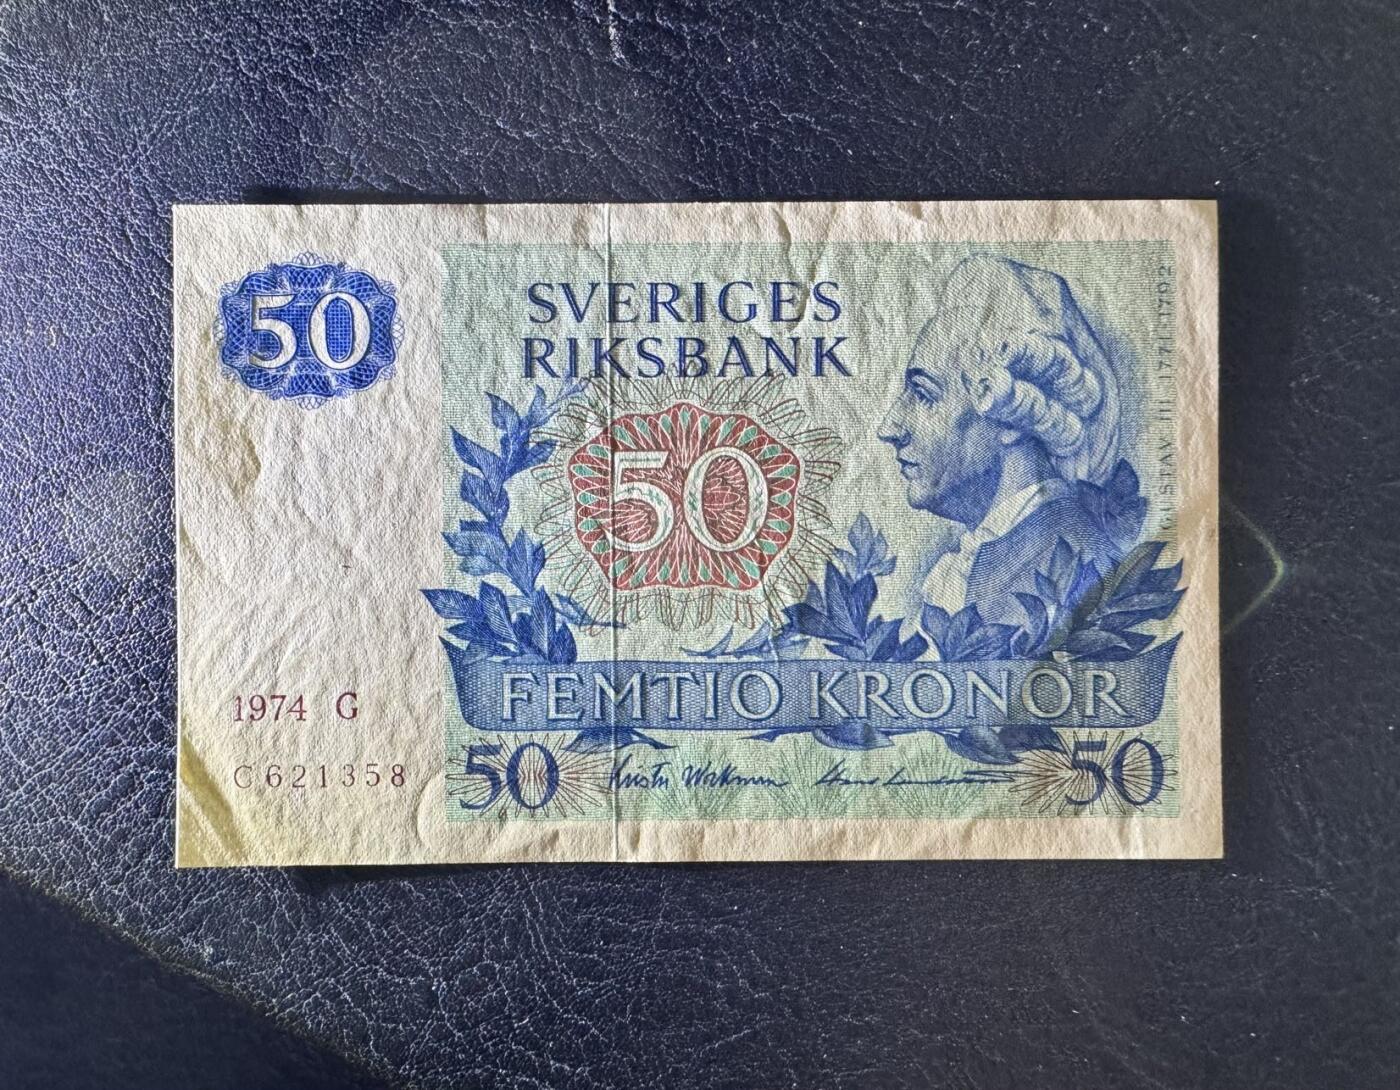 50
SVERIGES
RIKSBANK
50
GUSTAV III 1771-1792
FEMTIO KRONOR
1974 G
C621358
50
50